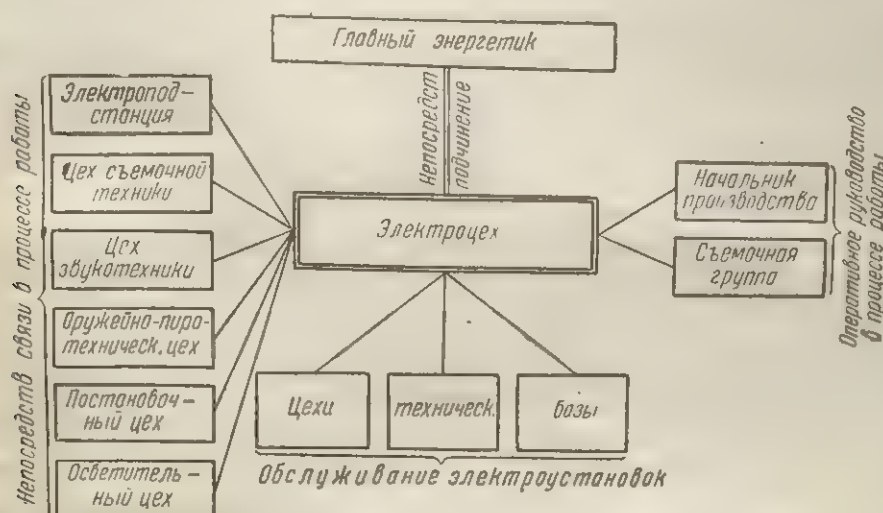 Главный энергетик
Непосредст
подчинение
Непосредств связи в процессе работы
Электропод-
станция
Цех съемочной
техники
Цех
звукотехники
Оружейно-пиро-
техническ. цех
Постановоч-
ный цех
Осветитель-
ный цех
Электроцех
Начальник
производства
Съемочная
группа
Оперативное руководство
в процессе работы
Цехи
техническ.
базы
Обслуживание электроустановок